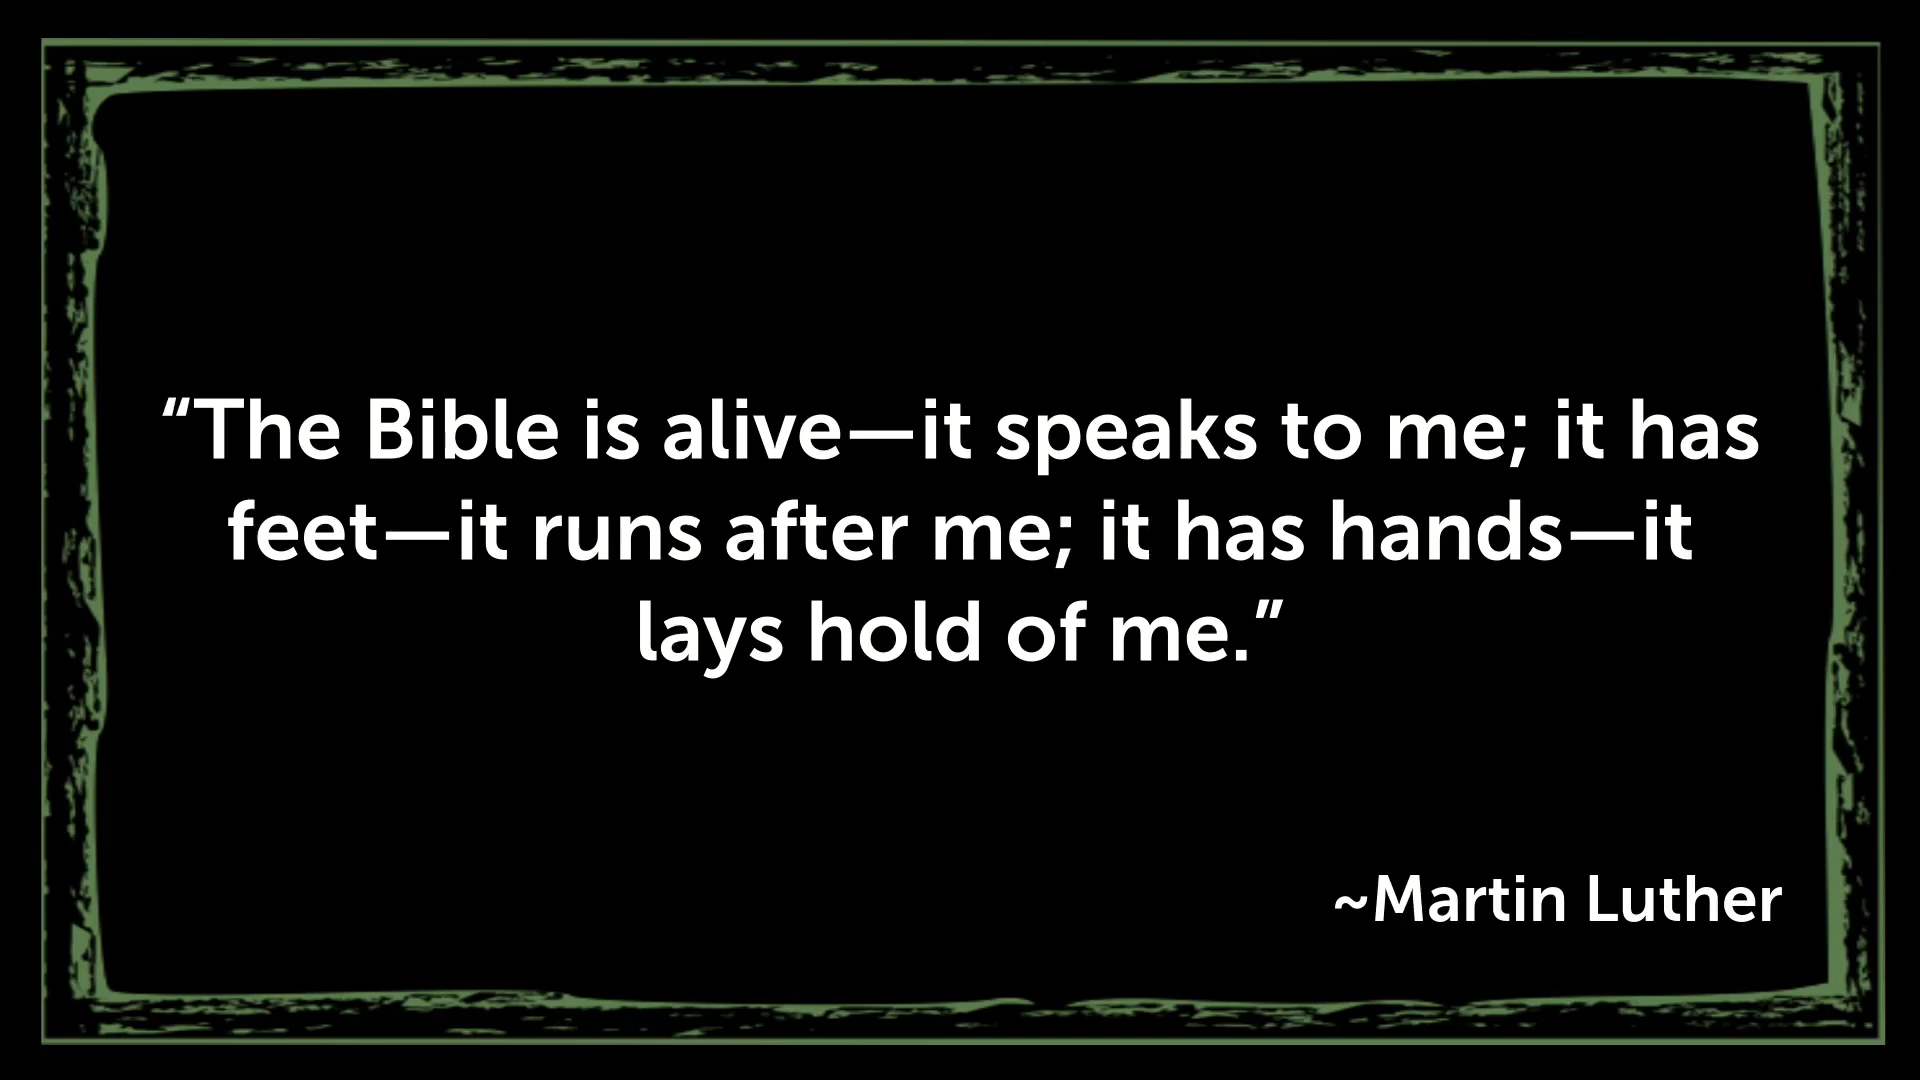 “The Bible is alive—it speaks to me; it has
feet—it runs after me; it has hands—it
lays hold of me.”
~Martin Luther